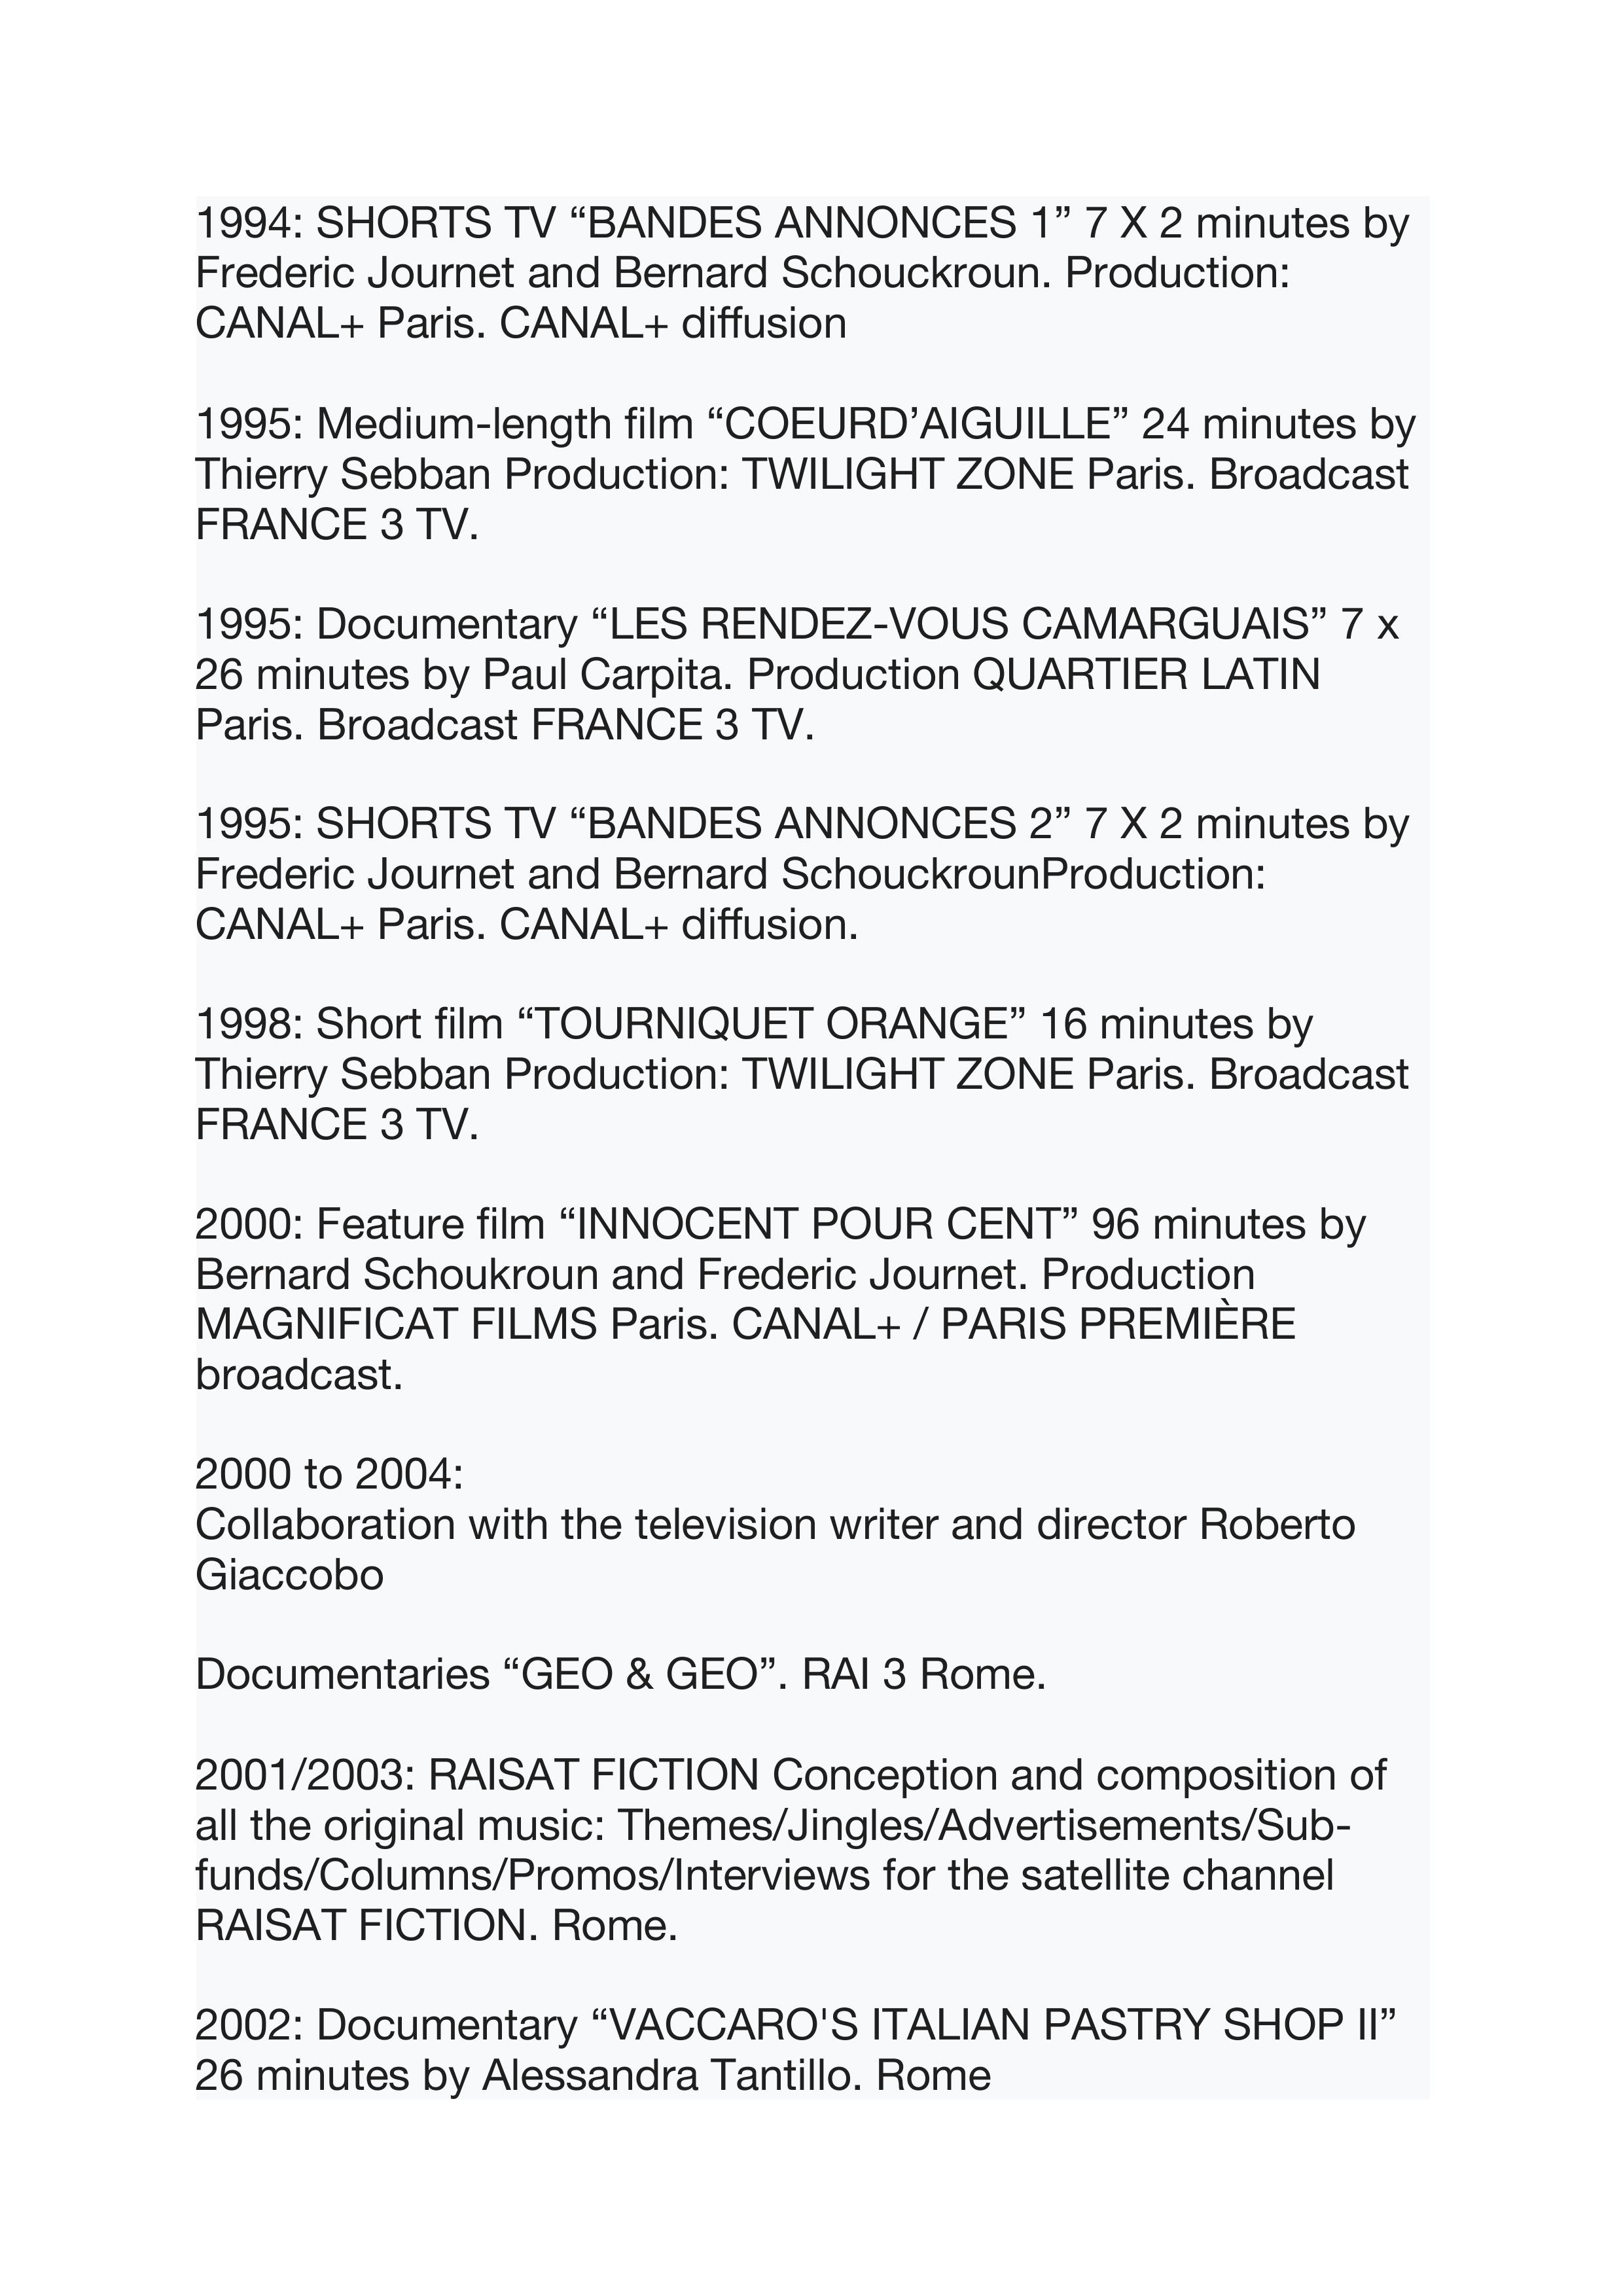 1994: SHORTS TV “BANDES ANNONCES 1” 7 X 2 minutes by
Frederic Journet and Bernard Schouckroun. Production:
CANAL+ Paris. CANAL+ diffusion
1995: Medium-length film “COEURD’AIGUILLE” 24 minutes by
Thierry Sebban Production: TWILIGHT ZONE Paris. Broadcast
FRANCE 3 TV.
1995: Documentary “LES RENDEZ-VOUS CAMARGUAIS” 7 x
26 minutes by Paul Carpita. Production QUARTIER LATIN
Paris. Broadcast FRANCE 3 TV.
1995: SHORTS TV “BANDES ANNONCES 2” 7 X 2 minutes by
Frederic Journet and Bernard SchouckrounProduction:
CANAL+ Paris. CANAL+ diffusion.
1998: Short film “TOURNIQUET ORANGE” 16 minutes by
Thierry Sebban Production: TWILIGHT ZONE Paris. Broadcast
FRANCE 3 TV.
2000: Feature film “INNOCENT POUR CENT” 96 minutes by
Bernard Schoukroun and Frederic Journet. Production
MAGNIFICAT FILMS Paris. CANAL+ / PARIS PREMIÈRE
broadcast.
2000 to 2004:
Collaboration with the television writer and director Roberto
Giaccobo
Documentaries “GEO & GEO”. RAI 3 Rome.
2001/2003: RAISAT FICTION Conception and composition of
all the original music: Themes/Jingles/Advertisements/Sub-
funds/Columns/Promos/Interviews for the satellite channel
RAISAT FICTION. Rome.
2002: Documentary “VACCARO'S ITALIAN PASTRY SHOP II”
26 minutes by Alessandra Tantillo. Rome